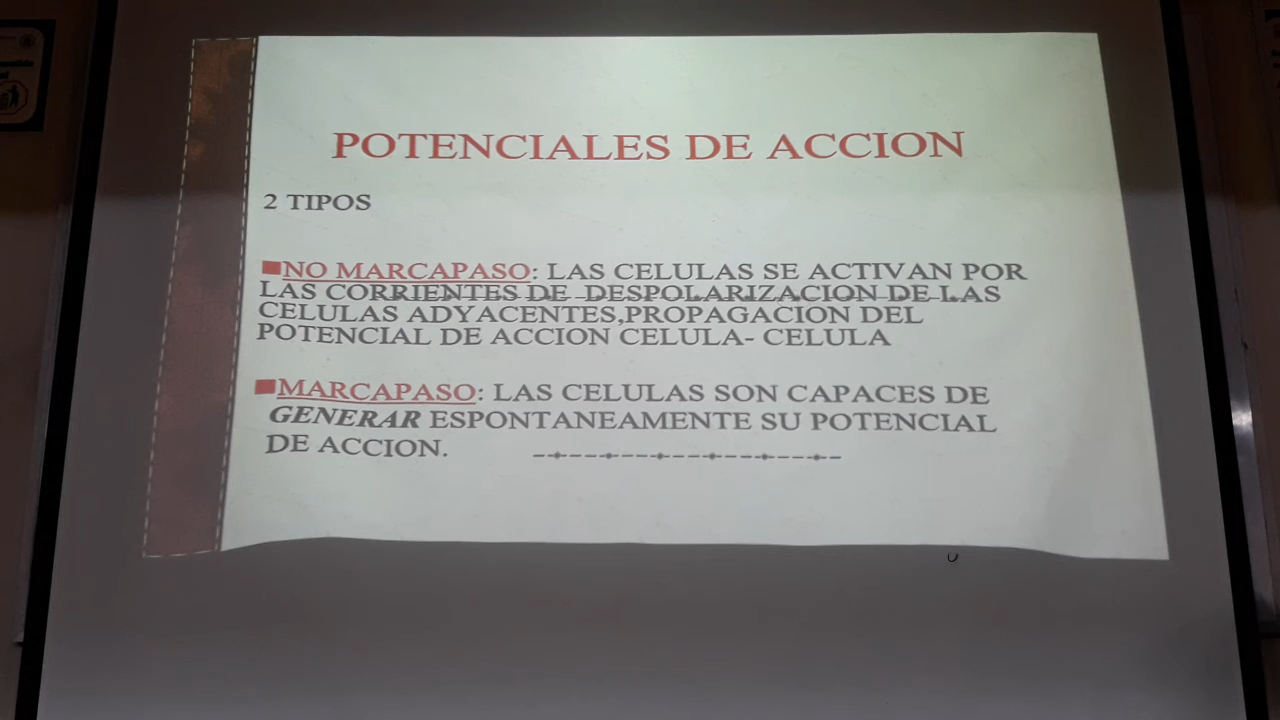 POTENCIALES DE ACCION
2 TIPOS
NO MARCAPASO: LAS CELULAS SE ACTIVAN POR
LAS CORRIENTES DE DESPOLARIZACION DE LAS
CELULAS ADYACENTES,PROPAGACION DEL
POTENCIAL DE ACCION CELULA- CELULA
MARCAPASO: LAS CELULAS SON CAPACES DE
GENERAR ESPONTANEAMENTE SU POTENCIAL
DE ACCION.